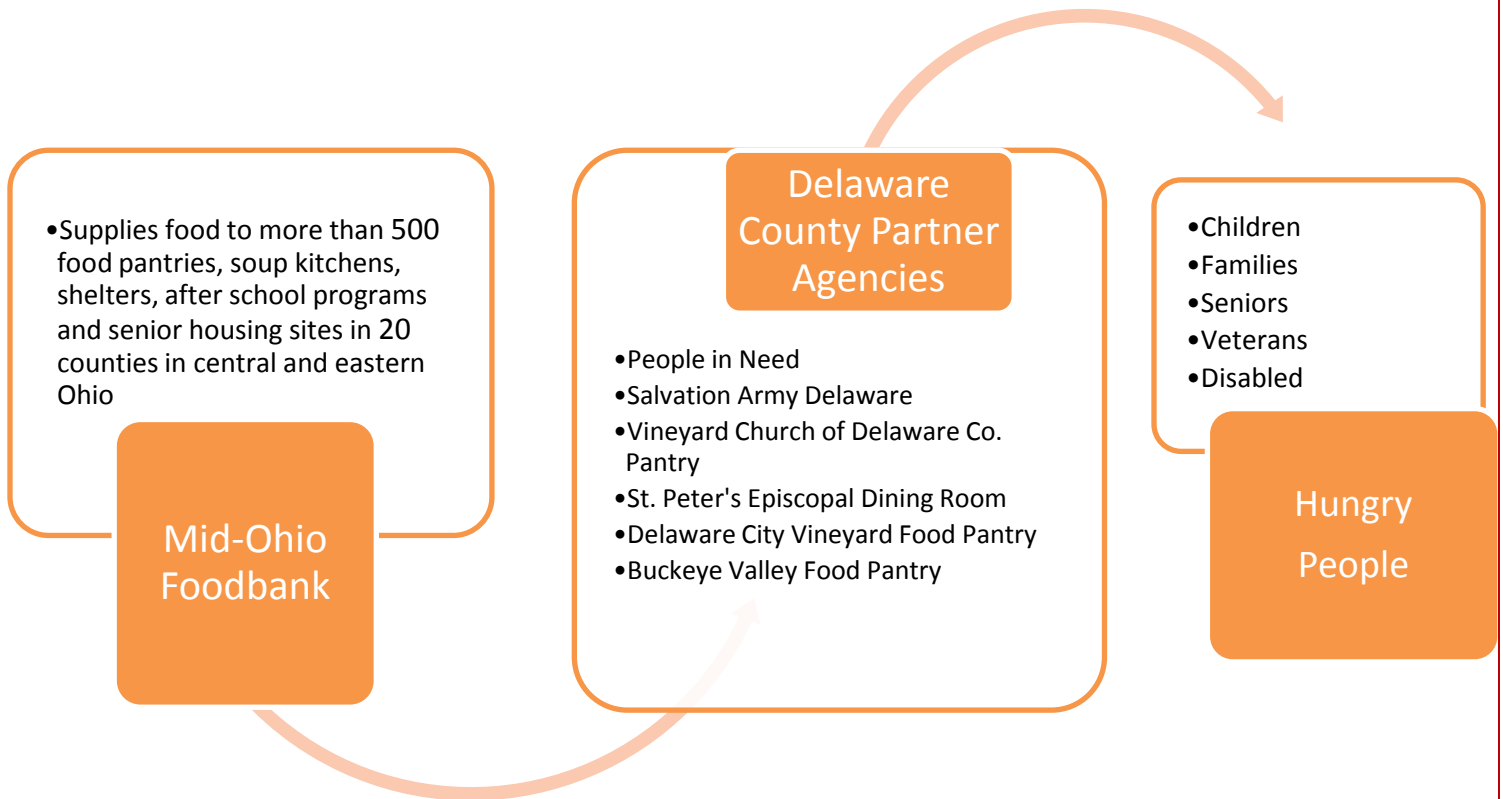 •Supplies food to more than 500
food pantries, soup kitchens,
shelters, after school programs
and senior housing sites in 20
counties in central and eastern
Ohio
Mid-Ohio
Foodbank
Delaware
County Partner
Agencies
•People in Need
•Salvation Army Delaware
•Vineyard Church of Delaware Co.
Pantry
•St. Peter's Episcopal Dining Room
•Delaware City Vineyard Food Pantry
•Buckeye Valley Food Pantry
•Children
•Families
•Seniors
•Veterans
•Disabled
Hungry
People